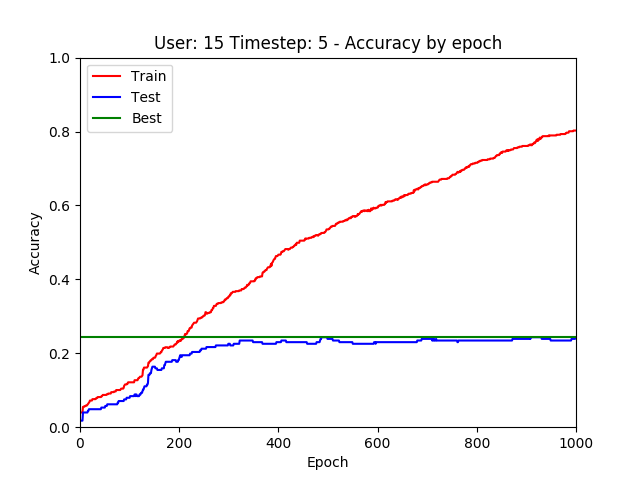 User: 15 Timestep: 5 - Accuracy by epoch
1.0
0.8
0.6
0.4
0.2
0.0
Accuracy
Train
Test
Best
0 200 400 600 800 1000
Epoch